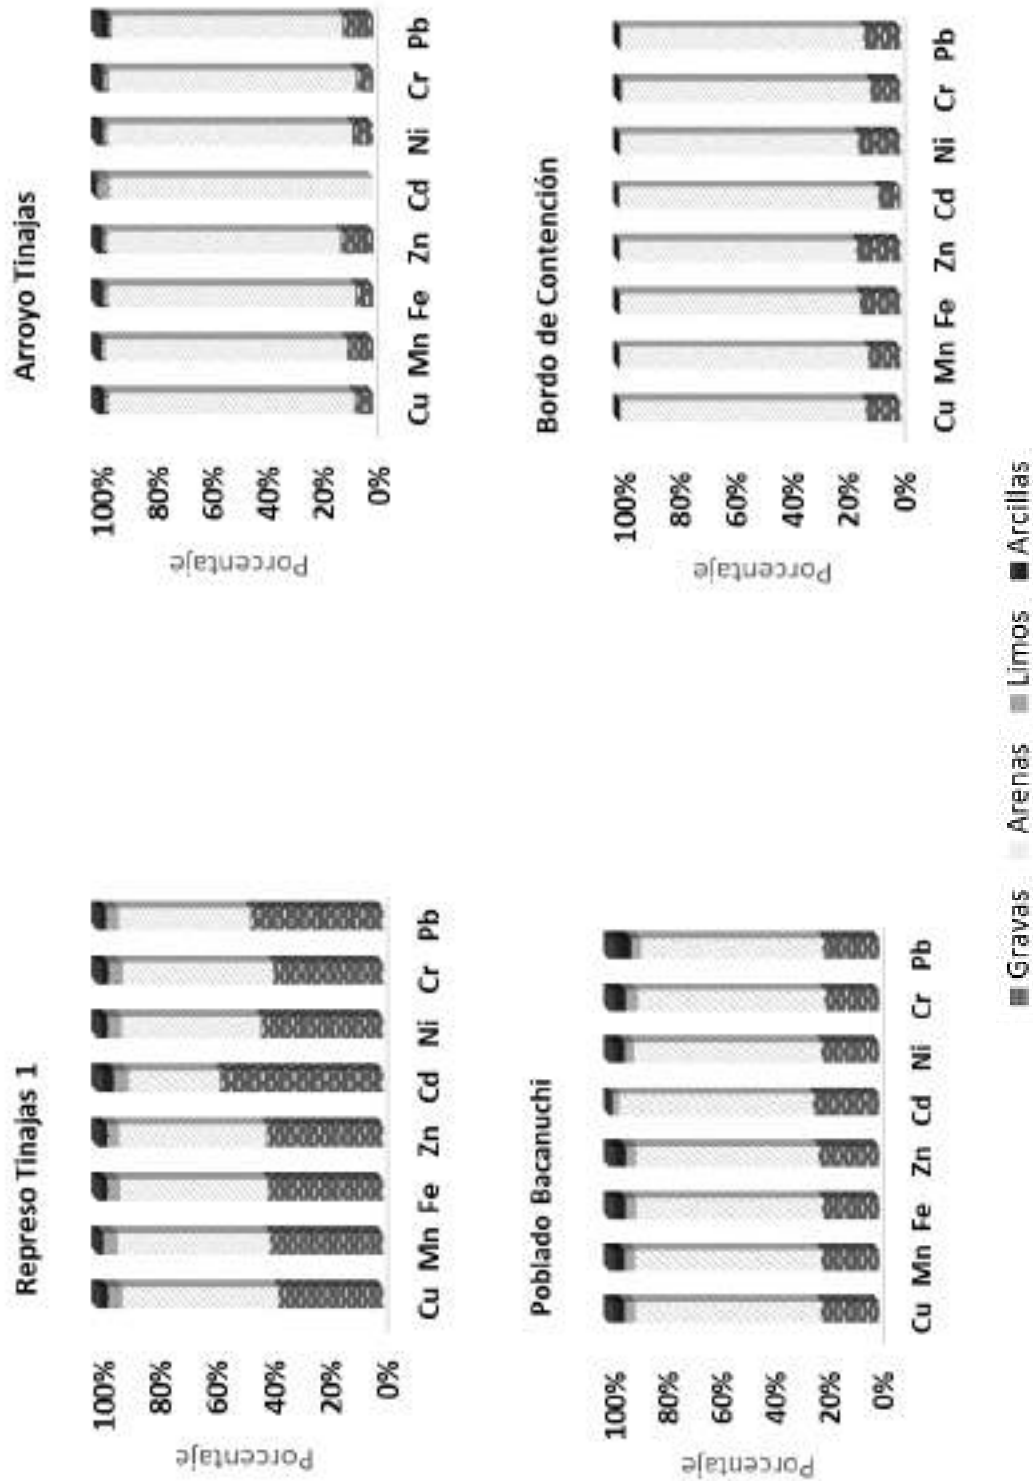 Represo Tinajas 1
Porcentaje
100%
80%
60%
40%
20%
0%
Cu Mn Fe Zn Cd Ni Cr Pb
Arroyo Tinajas
Porcentaje
100%
80%
60%
40%
20%
0%
Cu Mn Fe Zn Cd Ni Cr Pb
Poblado Bacanuchi
Porcentaje
100%
80%
60%
40%
20%
0%
Cu Mn Fe Zn Cd Ni Cr Pb
Bordo de Contención
Porcentaje
100%
80%
60%
40%
20%
0%
Cu Mn Fe Zn Cd Ni Cr Pb
Gravas Arenas Limos Arcillas